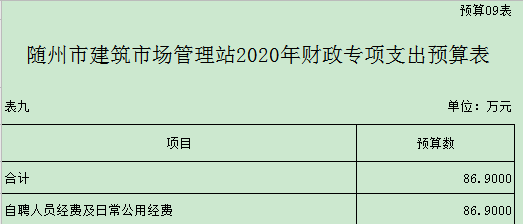 预算09表
随州市建筑市场管理站2020年财政专项支出预算表
表九 单位：万元
项目 预算数
合计 86.9000
自聘人员经费及日常公用经费 86.9000